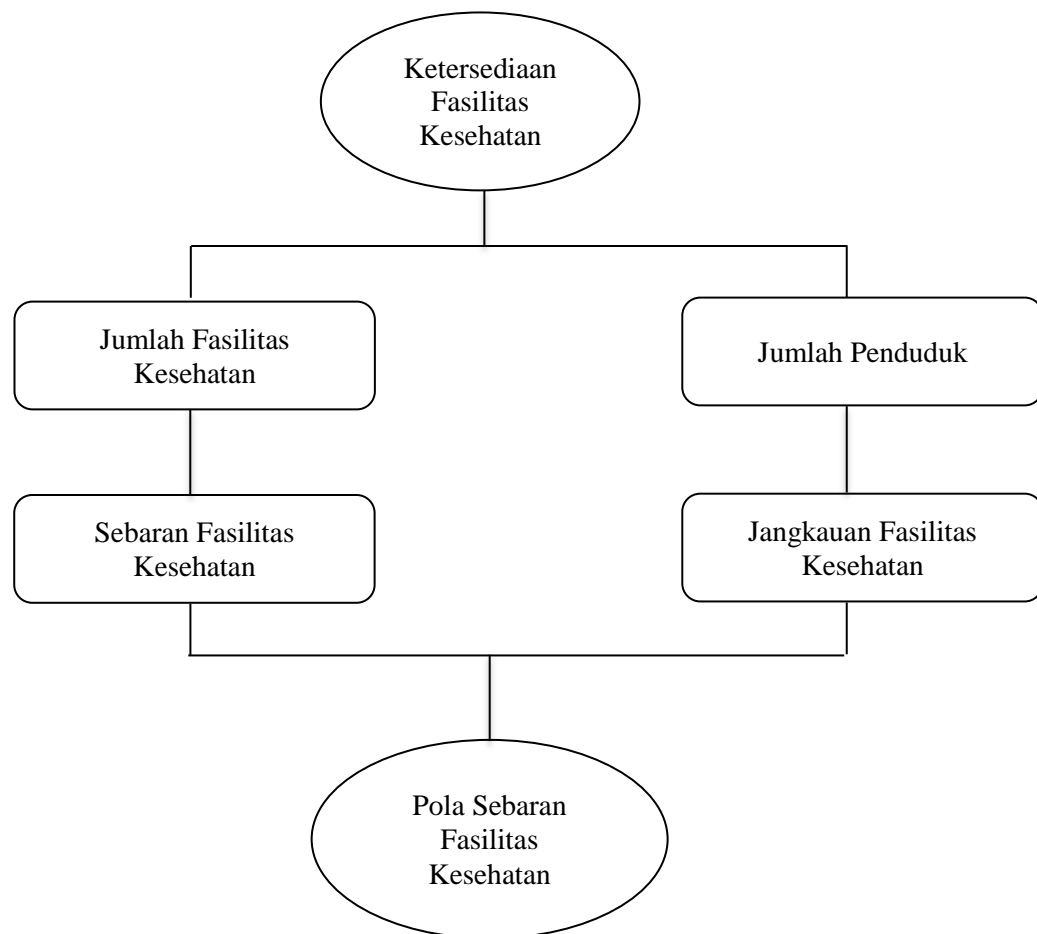 Ketersediaan
Fasilitas
Kesehatan
Jumlah Fasilitas
Kesehatan
Jumlah Penduduk
Sebaran Fasilitas
Kesehatan
Jangkauan Fasilitas
Kesehatan
Pola Sebaran
Fasilitas
Kesehatan